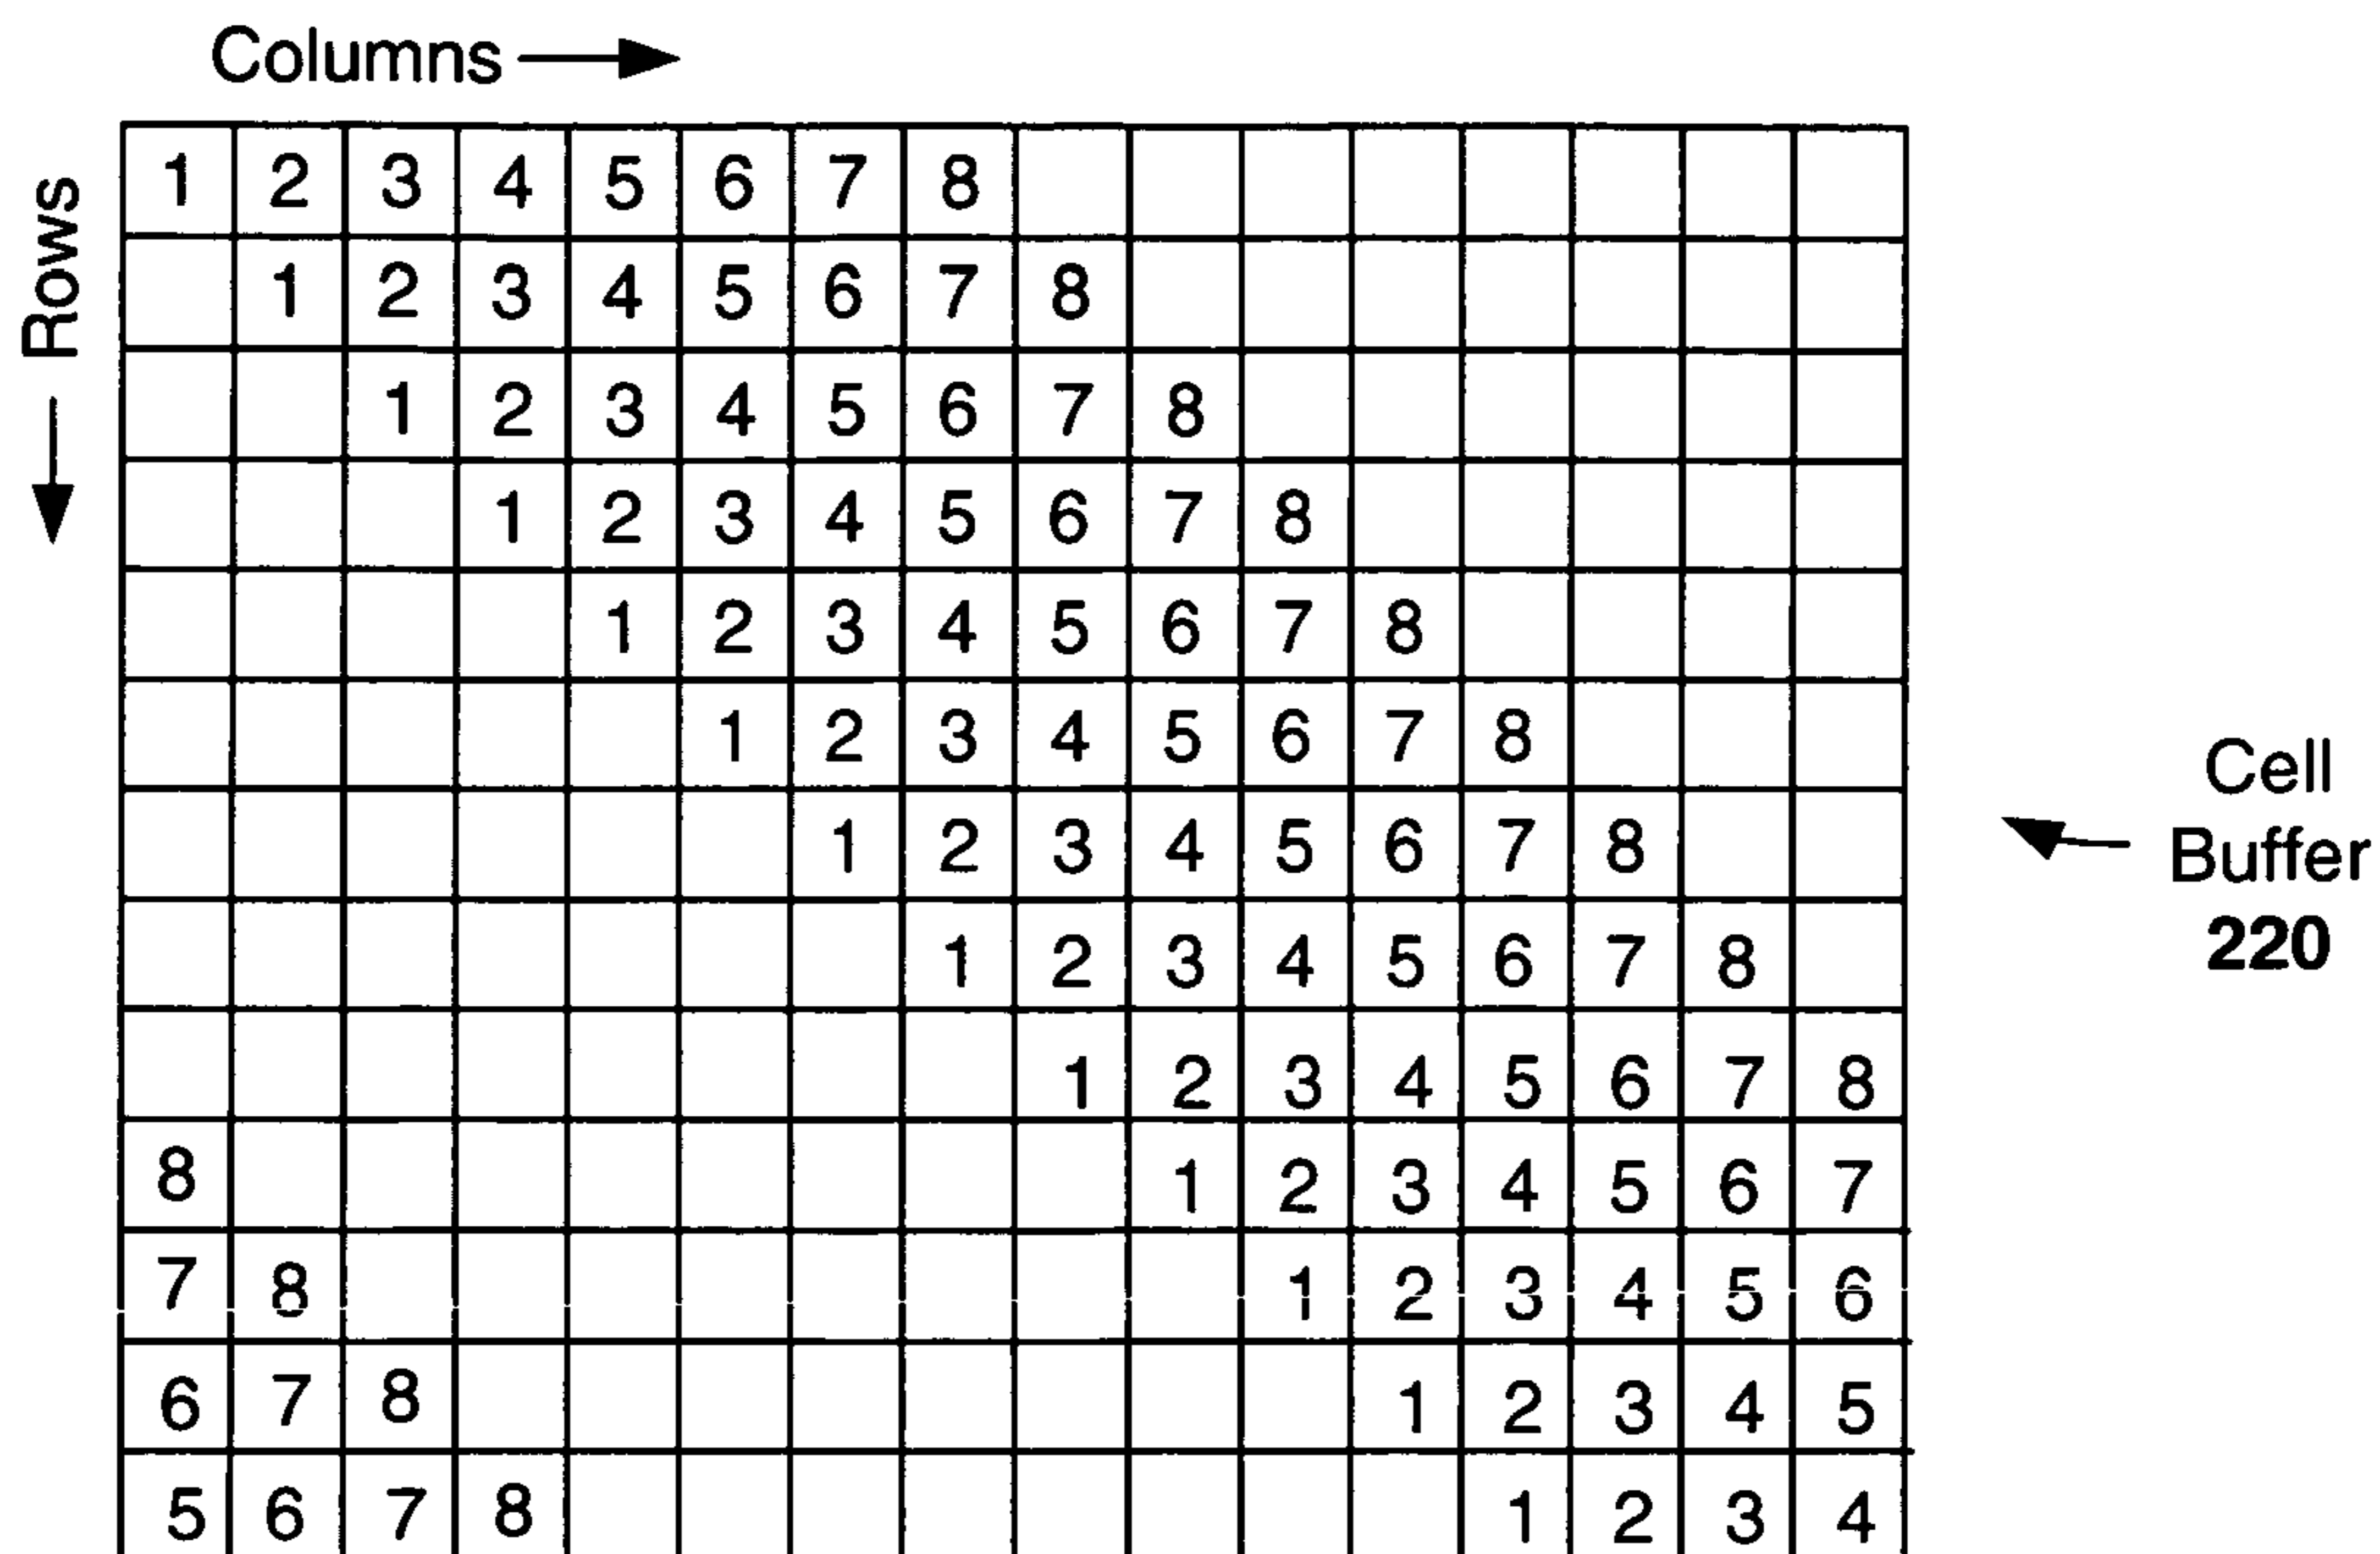 Columns
Rows
1 2 3 4 5 6 7 8
1 2 3 4 5 6 7 8
1 2 3 4 5 6 7 8
1 2 3 4 5 6 7 8
1 2 3 4 5 6 7 8
1 2 3 4 5 6 7 8
1 2 3 4 5 6 7 8
1 2 3 4 5 6 7 8
1 2 3 4 5 6 7 8
8 1 2 3 4 5 6 7
7 8 1 2 3 4 5 6
6 7 8 1 2 3 4 5
5 6 7 8 1 2 3 4
Cell
Buffer
220